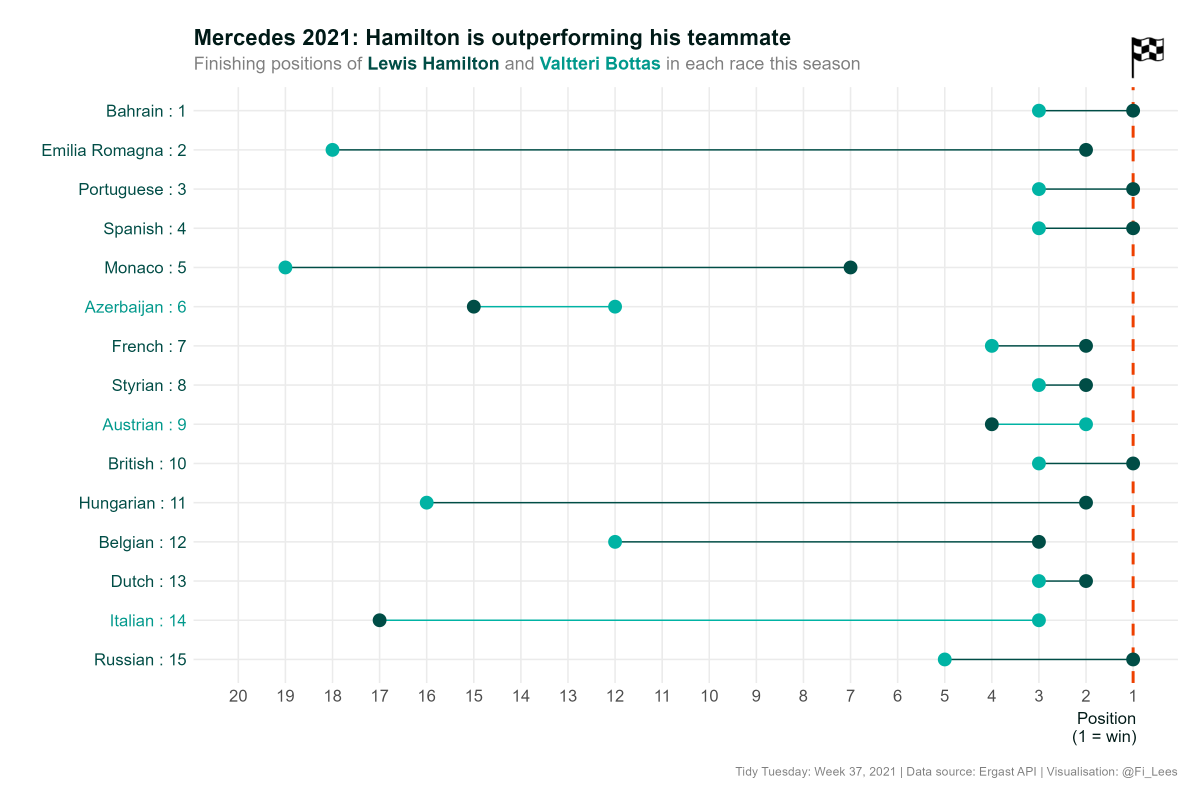 Mercedes 2021: Hamilton is outperforming his teammate
Finishing positions of Lewis Hamilton and Valtteri Bottas in each race this season
Bahrain : 1
Emilia Romagna : 2
Portuguese : 3
Spanish : 4
Monaco : 5
Azerbaijan : 6
French : 7
Styrian : 8
Austrian : 9
British : 10
Hungarian : 11
Belgian : 12
Dutch : 13
Italian : 14
Russian : 15
20 19 18 17 16 15 14 13 12 11 10 9 8 7 6 5 4 3 2 1
Position
(1 = win)
Tidy Tuesday: Week 37, 2021 | Data source: Ergast API | Visualisation: @Fi_Lees